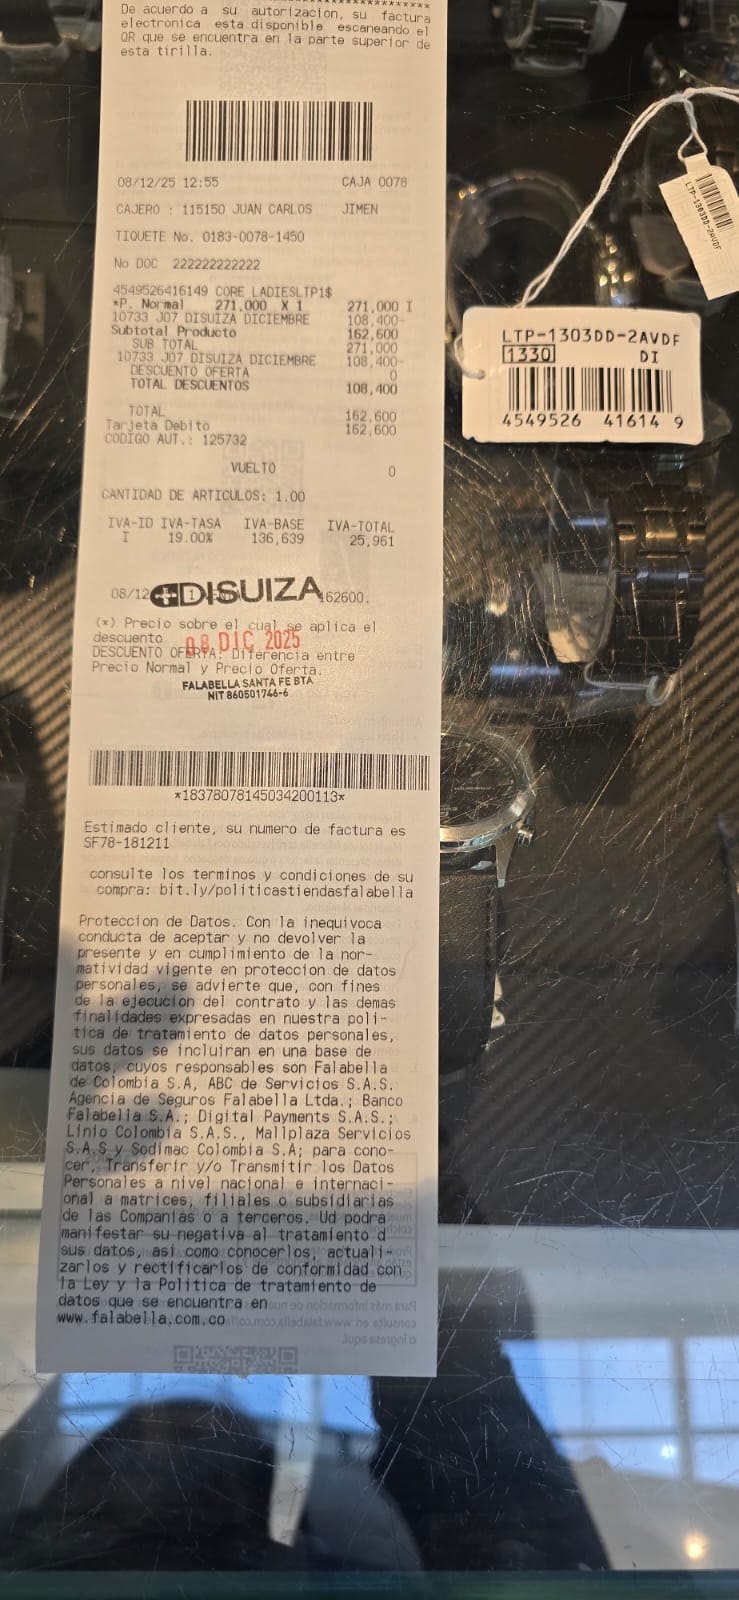 De acuerdo a su autorizacion, su factura
electronica esta disponible escaneando el
QR que se encuentra en la parte superior de
esta tirilla.
08/12/25 12:55 CAJA 0078
CAJERO : 115150 JUAN CARLOS JIMEN
TIQUETE No. 0183-0078-1450
No DOC 222222222222
4549526416149 CORE LADIESLTP1$
*P. Normal 271,000 X 1 271,000 I
10733 J07 DISUIZA DICIEMBRE 108,400-
Subtotal Producto 162,600
SUB TOTAL 271,000
10733 J07 DISUIZA DICIEMBRE 108,400-
DESCUENTO OFERTA 0
TOTAL DESCUENTOS 108,400
TOTAL 162,600
Tarjeta Debito 162,600
CODIGO AUT.: 125732
VUELTO 0
CANTIDAD DE ARTICULOS: 1.00
IVA-ID IVA-TASA IVA-BASE IVA-TOTAL
I 19.00% 136,639 25,961
08/12 DISUIZA 162600.
(*) Precio sobre el cual se aplica el
descuento 08 DIC 2025
DESCUENTO OFERTA: Diferencia entre
Precio Normal y Precio Oferta.
FALABELLA SANTA FE BTA
NIT 860501746-6
*18378078145034200113*
Estimado cliente, su numero de factura es
SF78-181211
consulte los terminos y condiciones de su
compra: bit.ly/politicastiendasfalabella
Proteccion de Datos. Con la inequivoca
conducta de aceptar y no devolver la
presente y en cumplimiento de la nor-
matividad vigente en proteccion de datos
personales, se advierte que, con fines
de la ejecucion del contrato y las demas
finalidades expresadas en nuestra poli-
tica de tratamiento de datos personales,
sus datos se incluiran en una base de
datos, cuyos responsables son Falabella
de Colombia S.A, ABC de Servicios S.A.S.
Agencia de Seguros Falabella Ltda.; Banco
Falabella S.A.; Digital Payments S.A.S.;
Linio Colombia S.A.S., Mallplaza Servicios
S.A.S y Sodimac Colombia S.A; para cono-
cer, Transferir y/o Transmitir los Datos
Personales a nivel nacional e internaci-
onal a matrices, filiales o subsidiarias
de las Companias o a terceros. Ud podra
manifestar su negativa al tratamiento d
sus datos, asi como conocerlos, actuali-
zarlos y rectificarlos de conformidad con
la Ley y la Politica de tratamiento de
datos que se encuentra en
www.falabella.com.co
LTP-1303DD-2AVDF
LTP-1303DD-2AVDF
1330 DI
4549526 41614 9